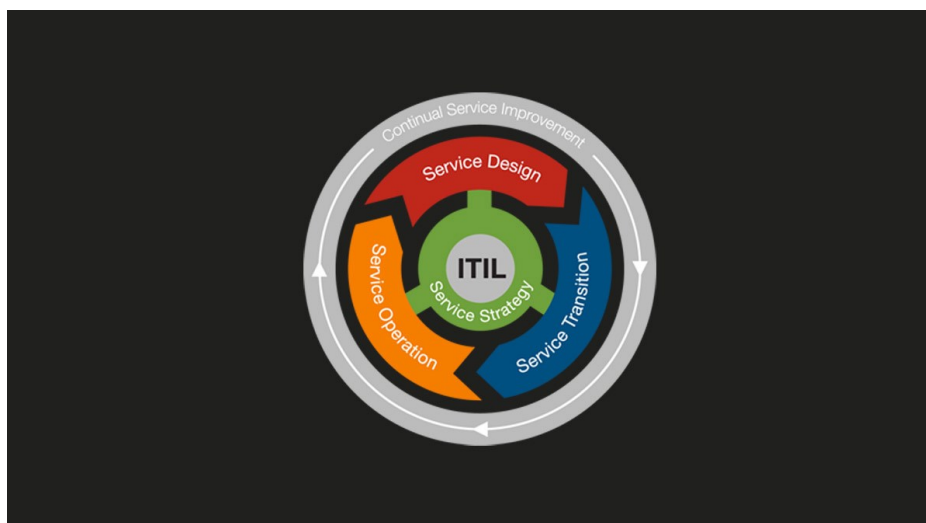 Continual Service Improvement
Service Design
ITIL
Service Strategy
Service Operation
Service Transition